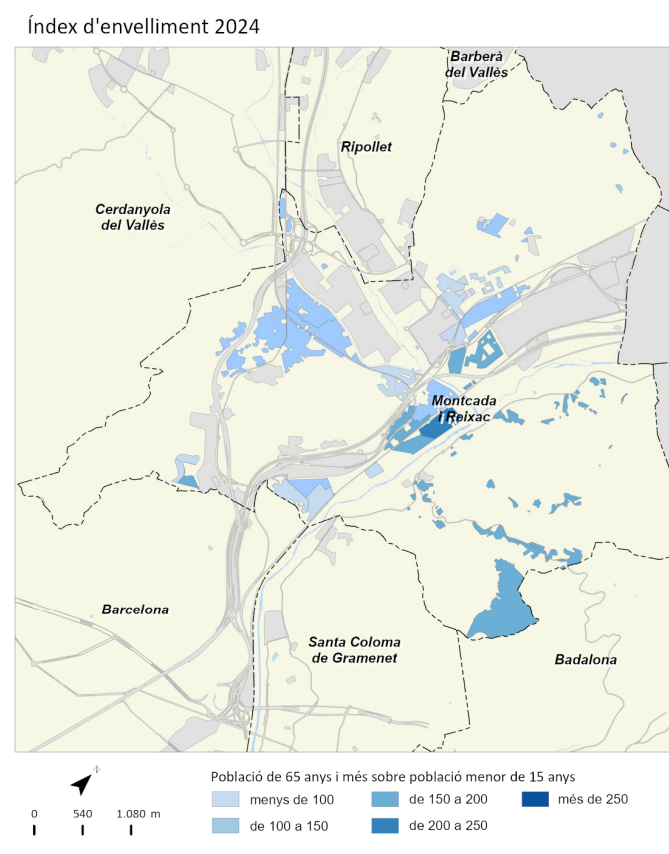 Índex d'envelliment 2024
Barberà
del Vallès
Ripollet
Cerdanyola
del Vallès
Montcada
i Reixac
Barcelona
Santa Coloma
de Gramenet
Badalona
N
0 540 1.080 m
Població de 65 anys i més sobre població menor de 15 anys
menys de 100
de 100 a 150
de 150 a 200
de 200 a 250
més de 250